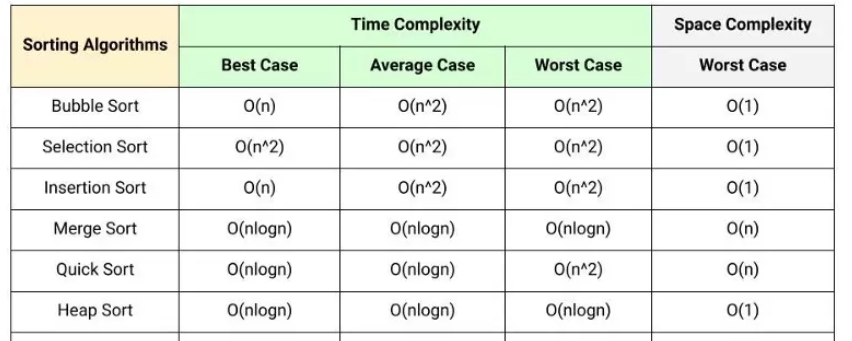 Sorting Algorithms Time Complexity Space Complexity
Best Case Average Case Worst Case Worst Case
Bubble Sort O(n) O(n^2) O(n^2) O(1)
Selection Sort O(n^2) O(n^2) O(n^2) O(1)
Insertion Sort O(n) O(n^2) O(n^2) O(1)
Merge Sort O(nlogn) O(nlogn) O(nlogn) O(n)
Quick Sort O(nlogn) O(nlogn) O(n^2) O(n)
Heap Sort O(nlogn) O(nlogn) O(nlogn) O(1)